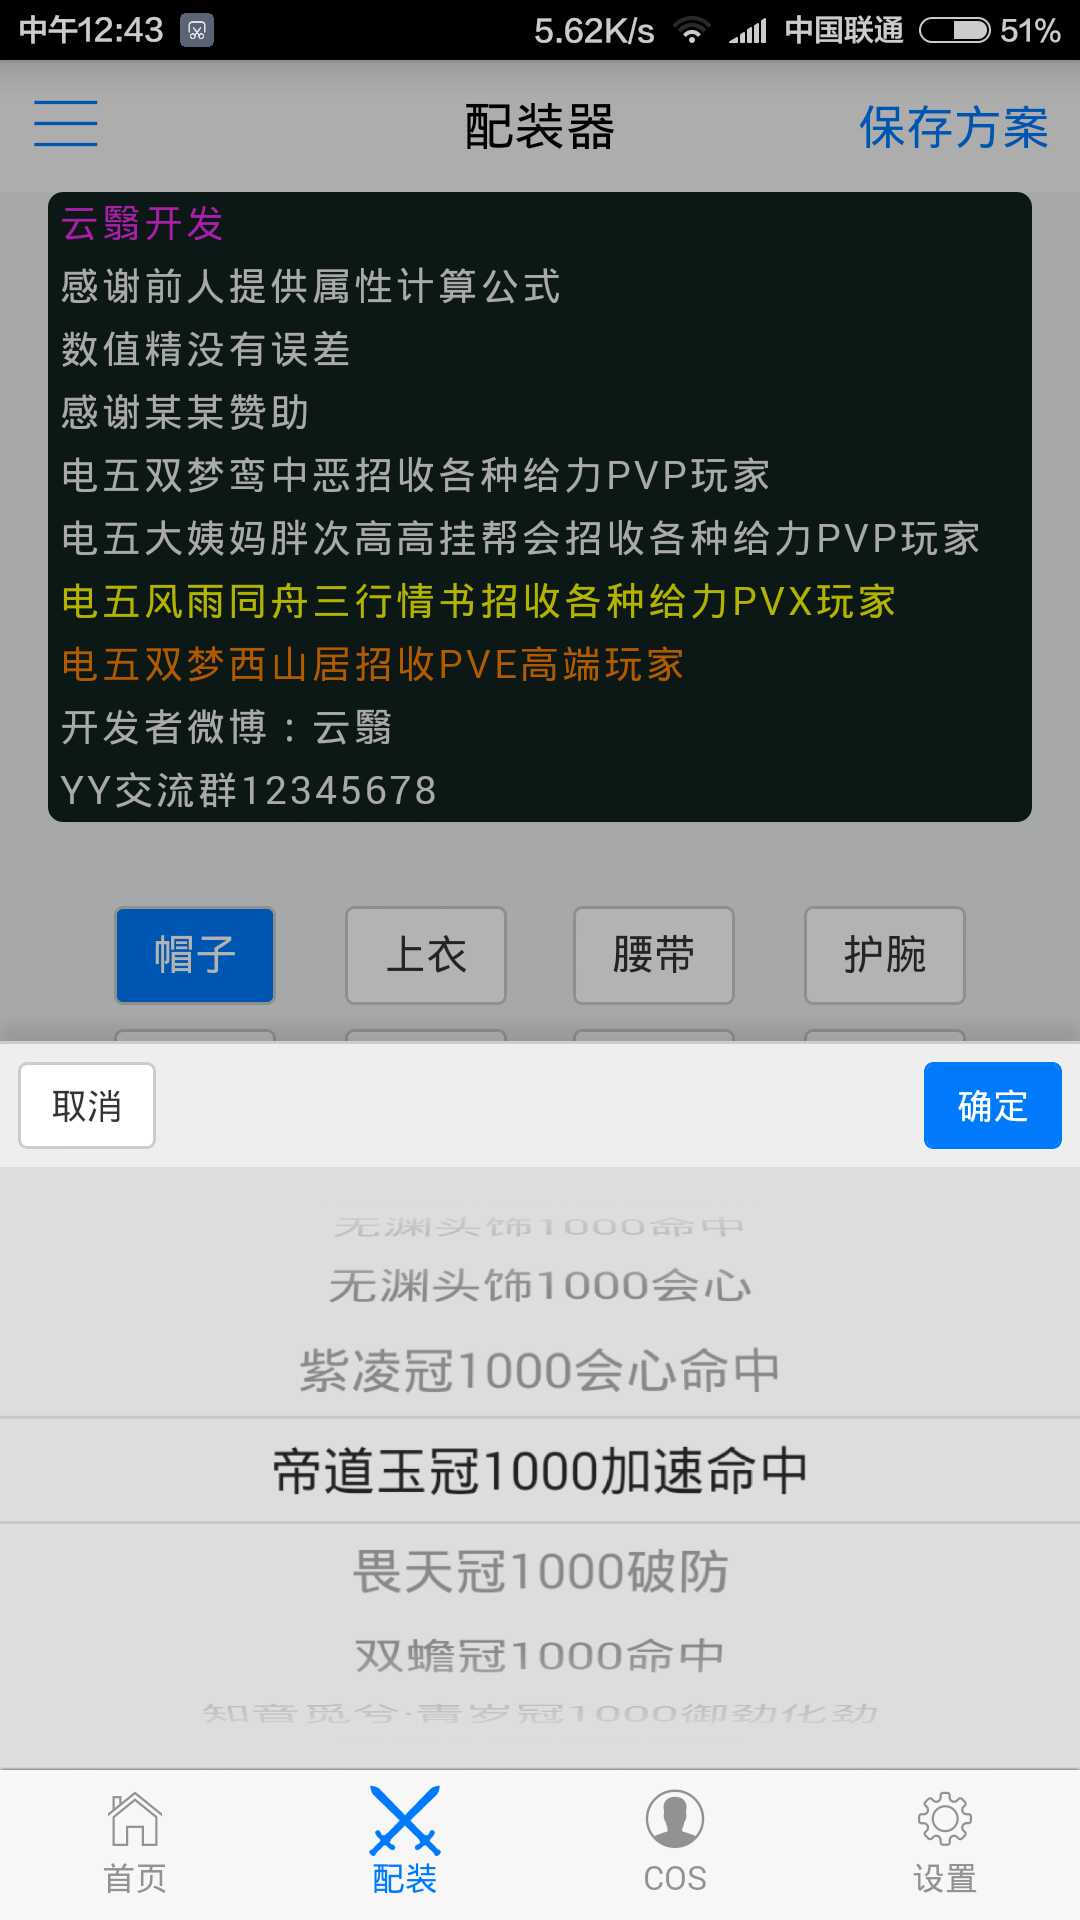 中午12:43 5.62K/s 中国联通 51%
配装器 保存方案
云翳开发
感谢前人提供属性计算公式
数值精没有误差
感谢某某赞助
电五双梦鸾中恶招收各种给力PVP玩家
电五大姨妈胖次高高挂帮会招收各种给力PVP玩家
电五风雨同舟三行情书招收各种给力PVX玩家
电五双梦西山居招收PVE高端玩家
开发者微博：云翳
YY交流群12345678
帽子 上衣 腰带 护腕
取消 确定
无渊头饰1000命中
无渊头饰1000会心
紫凌冠1000会心命中
帝道玉冠1000加速命中
畏天冠1000破防
双蟾冠1000命中
知音觅兮·青岁冠1000御劲化劲
首页 配装 COS 设置